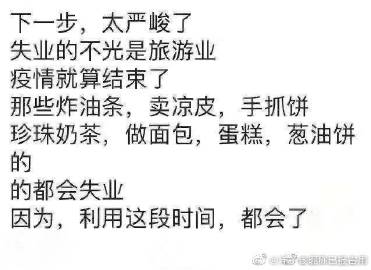 下一步，太严峻了
失业的不光是旅游业
疫情就算结束了
那些炸油条，卖凉皮，手抓饼
珍珠奶茶，做面包，蛋糕，葱油饼
的
的都会失业
因为，利用这段时间，都会了